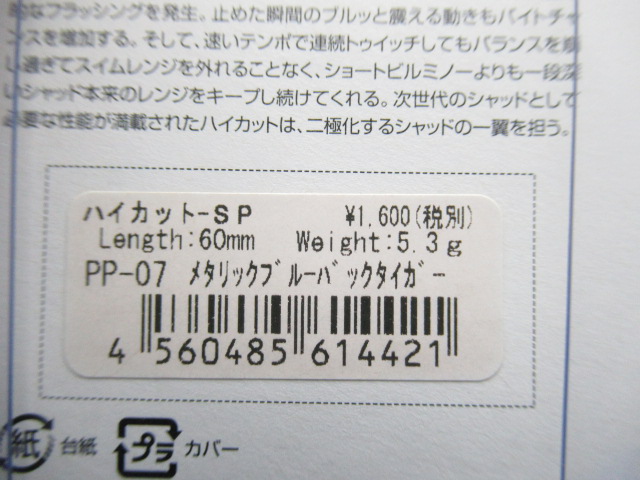 的なフラッシングを発生。止めた瞬間のブルッと震える動きもバイトチャ
ンスを増加する。そして、速いテンポで連続トゥイッチしてもバランスを崩
し過ぎてスイムレンジを外れることなく、ショートビルミノーよりも一段深
いシャッド本来のレンジをキープし続けてくれる。次世代のシャッドとして
必要な性能が満載されたハイカットは、二極化するシャッドの一翼を担う。
ハイカット-SP ¥1,600(税別)
Length:60mm Weight:5.3g
PP-07 メタリックブルーバックタイガー
4 560485 614421
紙 台紙 プラ カバー